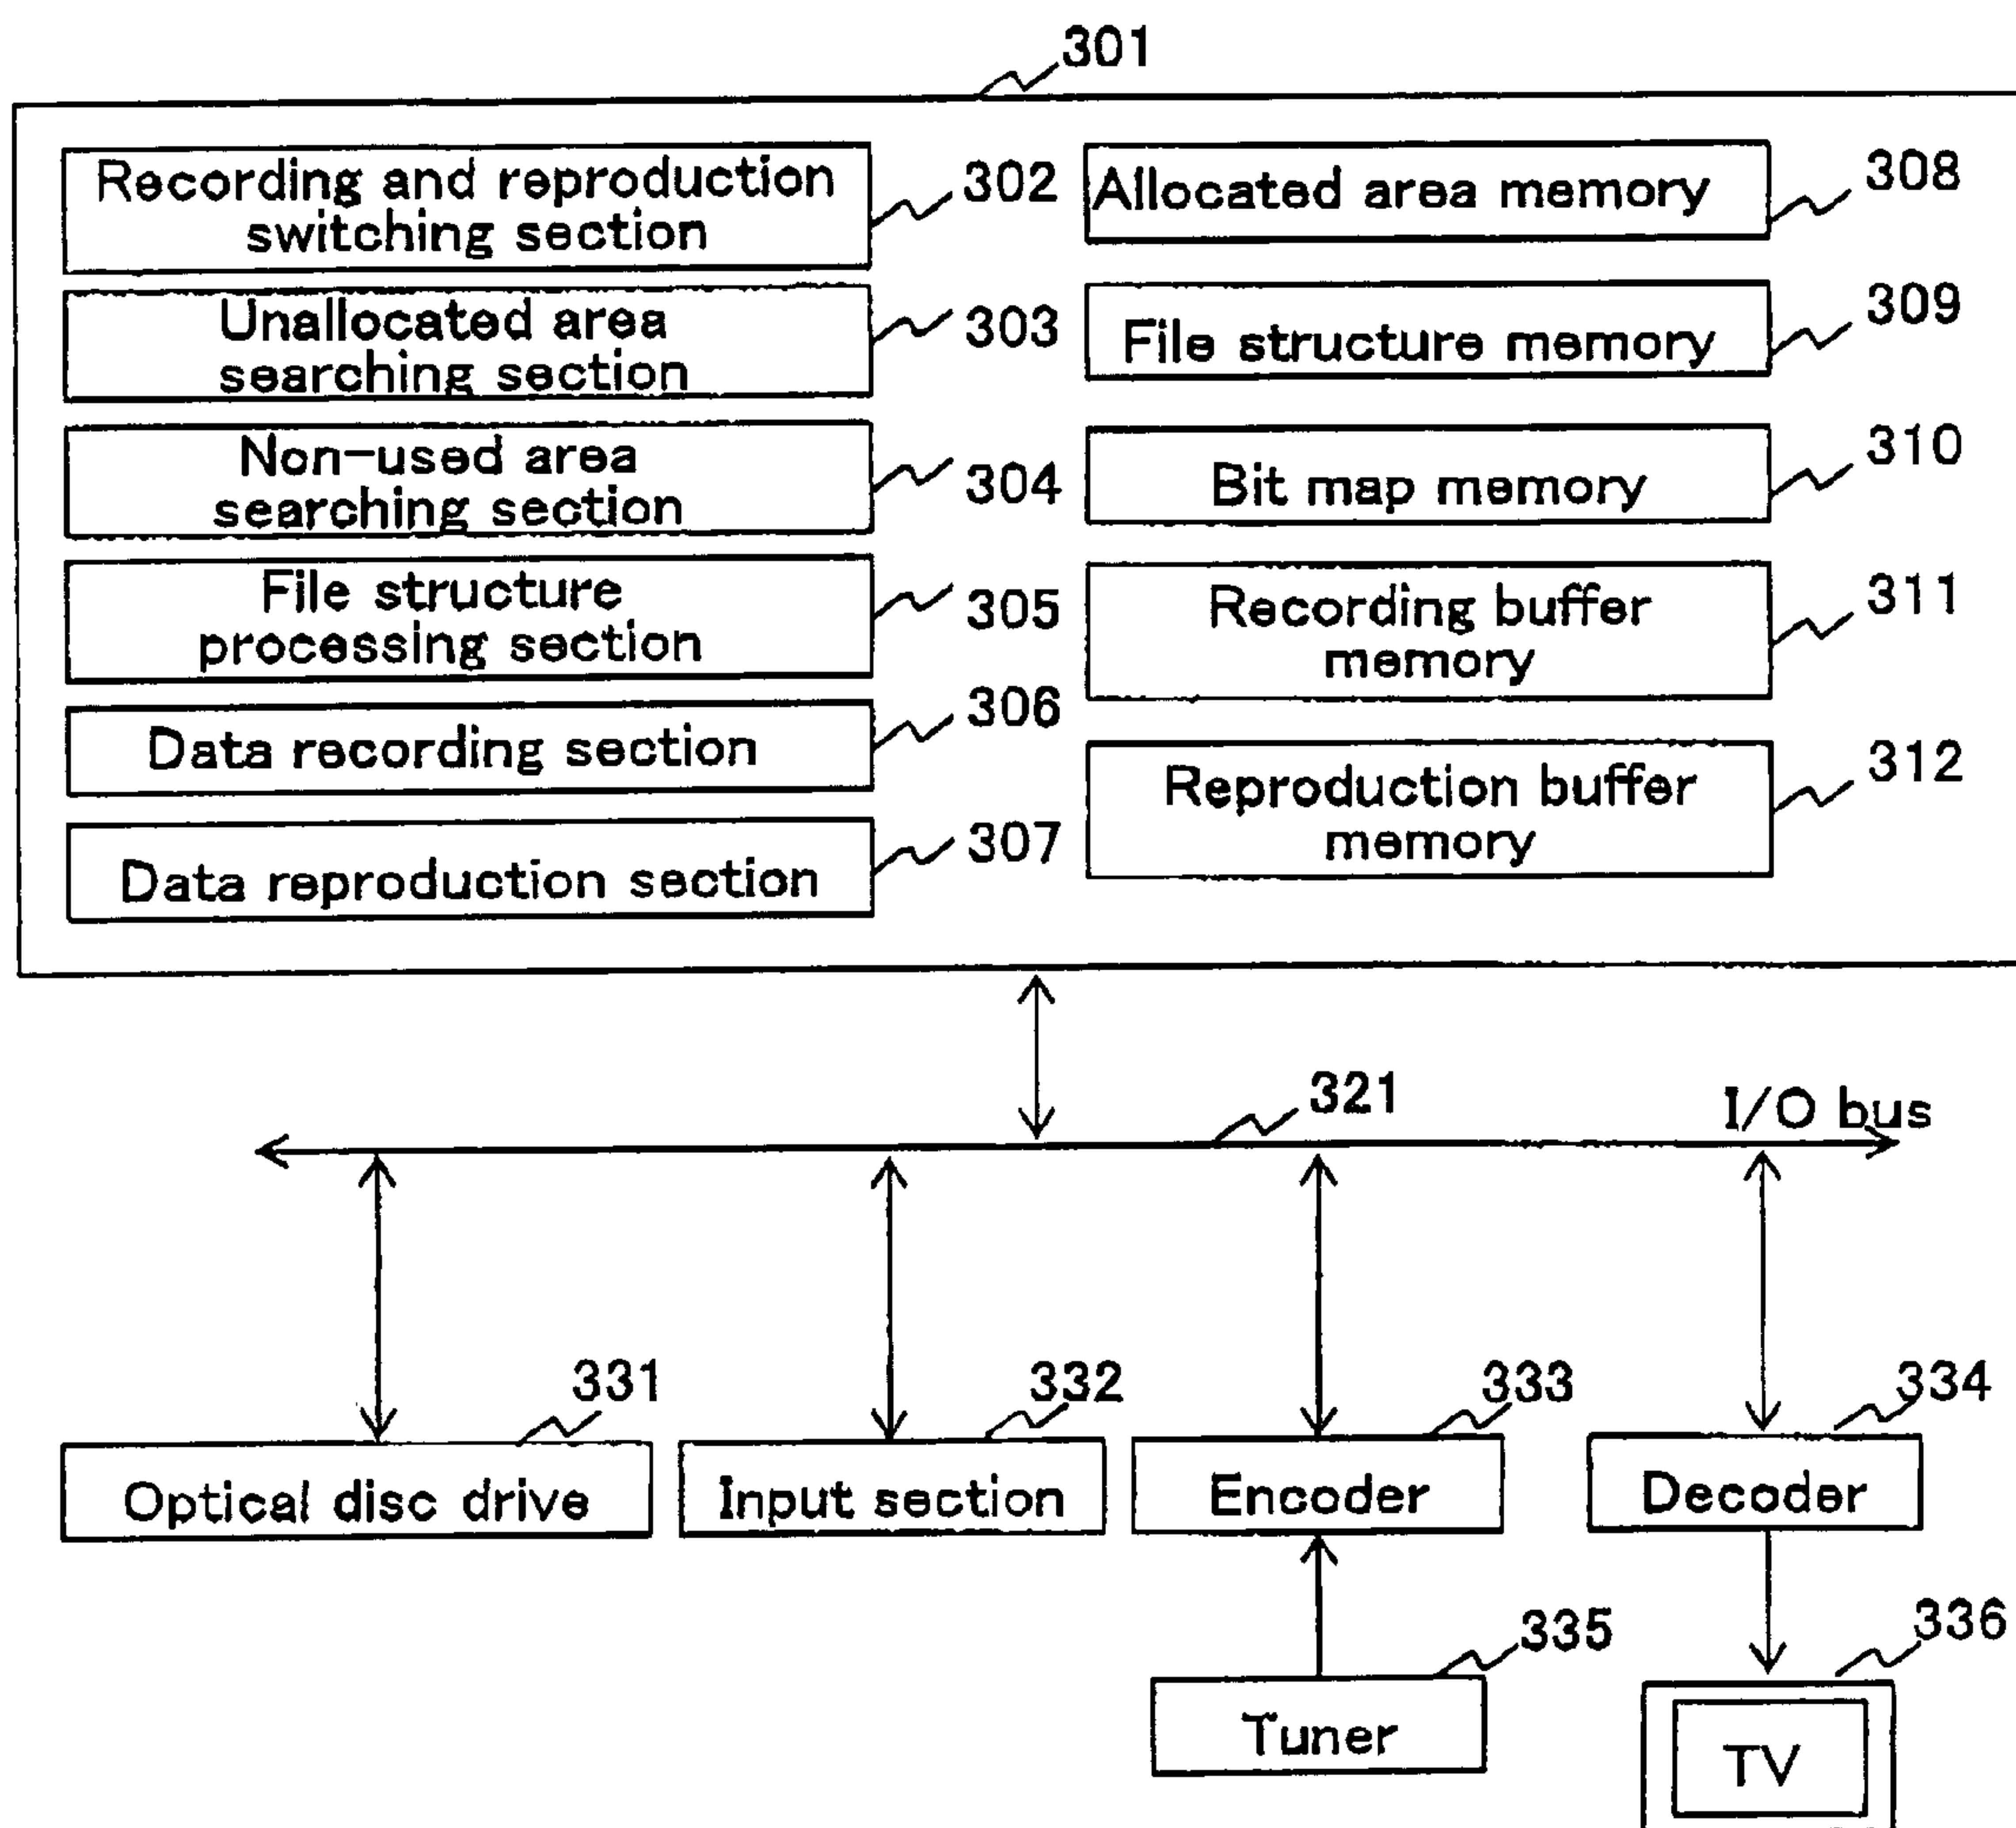 301
Recording and reproduction
switching section
302
Unallocated area
searching section
303
Non-used area
searching section
304
File structure
processing section
305
Data recording section
306
Data reproduction section
307
Allocated area memory
308
File structure memory
309
Bit map memory
310
Recording buffer
memory
311
Reproduction buffer
memory
312
321
I/O bus
331
Optical disc drive
332
Input section
333
Encoder
334
Decoder
335
Tuner
336
TV